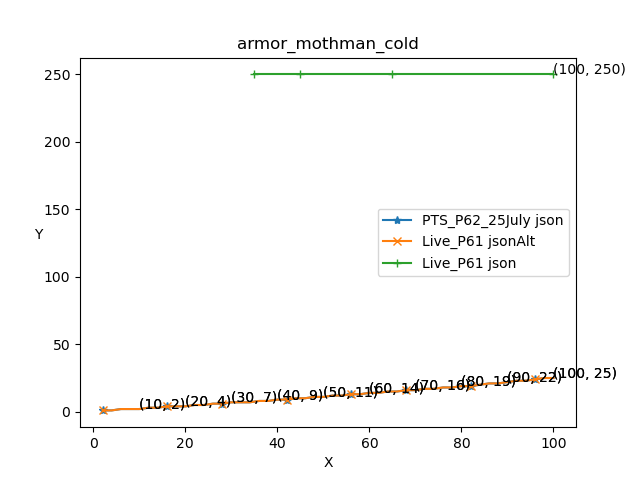 armor_mothman_cold
(100, 250)
250
200
150
Y
100
50
0
PTS_P62_25July json
Live_P61 jsonAlt
Live_P61 json
(10, 2)
(20, 4)
(30, 7)
(40, 9)
(50, 11)
(60, 14)
(70, 16)
(80, 19)
(90, 22)
(100, 25)
0 20 40 60 80 100
X